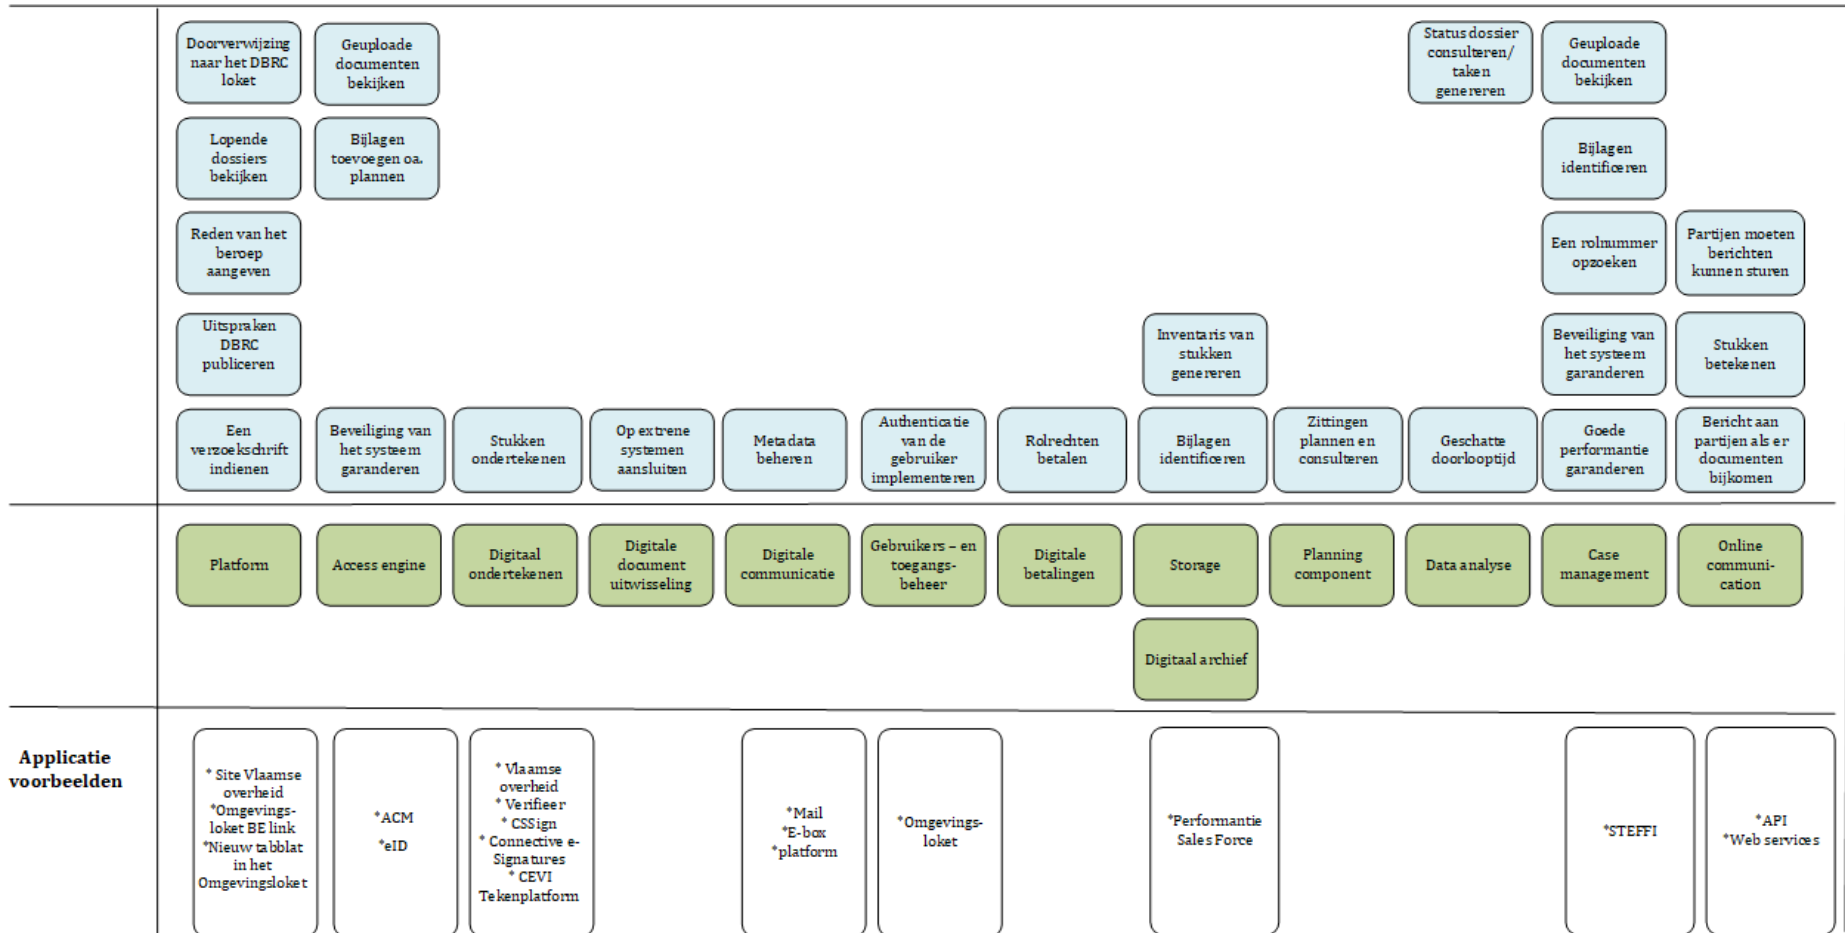 Doorverwijzing
naar het DBRC
loket
Geuploade
documenten
bekijken
Status dossier
consulteren/
taken
genereren
Geuploade
documenten
bekijken
Lopende
dossiers
bekijken
Bijlagen
toevoegen oa.
plannen
Bijlagen
identificeren
Reden van het
beroep
aangeven
Een rolnummer
opzoeken
Partijen moeten
berichten
kunnen sturen
Uitspraken
DBRC
publiceren
Inventaris van
stukken
genereren
Beveiliging van
het systeem
garanderen
Stukken
betekenen
Een
verzoekschrift
indienen
Beveiliging van
het systeem
garanderen
Stukken
ondertekenen
Op extrene
systemen
aansluiten
Metadata
beheren
Authenticatie
van de
gebruiker
implementeren
Rolrechten
betalen
Bijlagen
identificeren
Zittingen
plannen en
consulteren
Geschatte
doorlooptijd
Goede
performantie
garanderen
Bericht aan
partijen als er
documenten
bijkomen
Platform
Access engine
Digitaal
ondertekenen
Digitale
document
uitwisseling
Digitale
communicatie
Gebruikers – en
toegangs-
beheer
Digitale
betalingen
Storage
Planning
component
Data analyse
Case
management
Online
communi-
cation
Digitaal archief
Applicatie
voorbeelden
* Site Vlaamse
overheid
*Omgevings-
loket BE link
*Nieuw tabblat
in het
Omgevingsloket
*ACM
*eID
* Vlaamse
overheid
* Verifieer
* CSSign
* Connective e-
Signatures
* CEVI
Tekenplatform
*Mail
*E-box
*platform
*Omgevings-
loket
*Performantie
Sales Force
*STEFFI
*API
*Web services